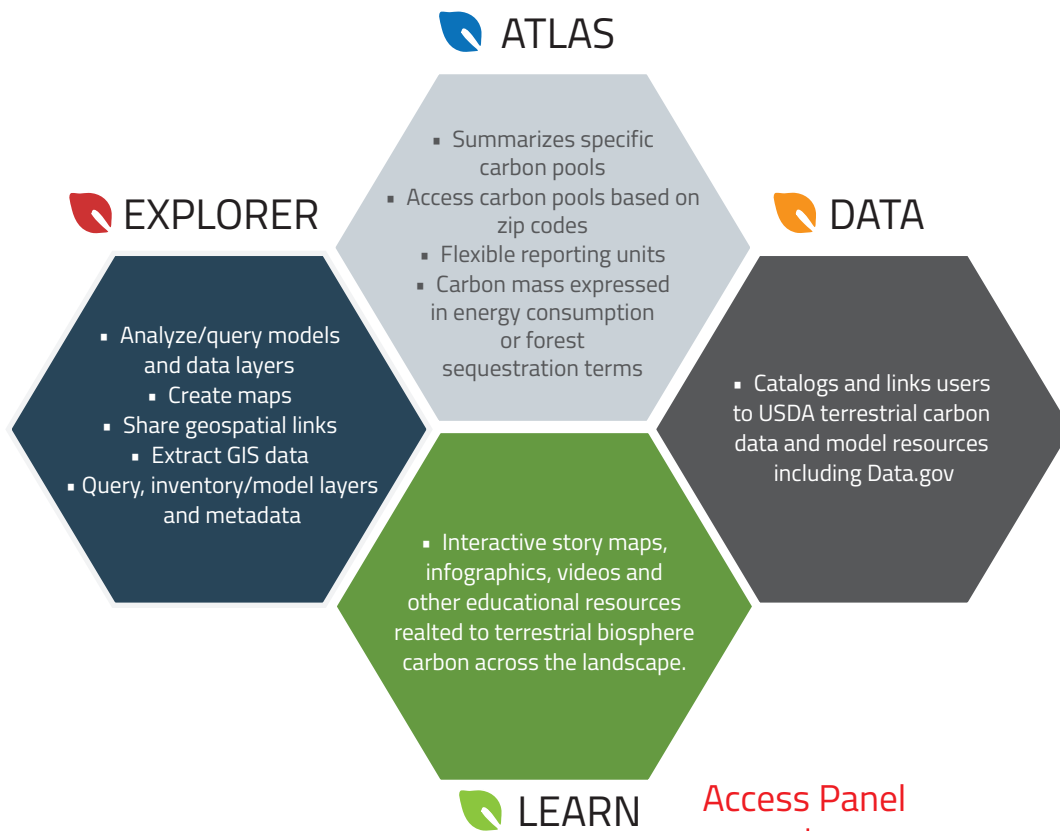 ATLAS
▪ Summarizes specific
carbon pools
▪ Access carbon pools based on
zip codes
▪ Flexible reporting units
▪ Carbon mass expressed
in energy consumption
or forest
sequestration terms
EXPLORER
▪ Analyze/query models
and data layers
▪ Create maps
▪ Share geospatial links
▪ Extract GIS data
▪ Query, inventory/model layers
and metadata
DATA
▪ Catalogs and links users
to USDA terrestrial carbon
data and model resources
including Data.gov
▪ Interactive story maps,
infographics, videos and
other educational resources
realted to terrestrial biosphere
carbon across the landscape.
LEARN
Access Panel